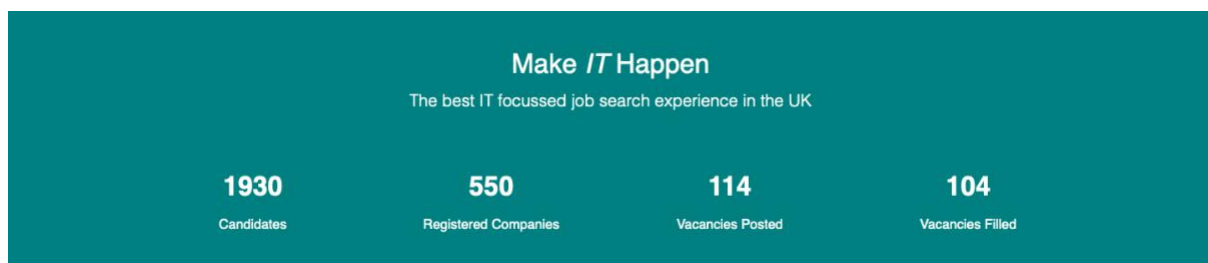 Make IT Happen
The best IT focussed job search experience in the UK
1930 550 114 104
Candidates Registered Companies Vacancies Posted Vacancies Filled